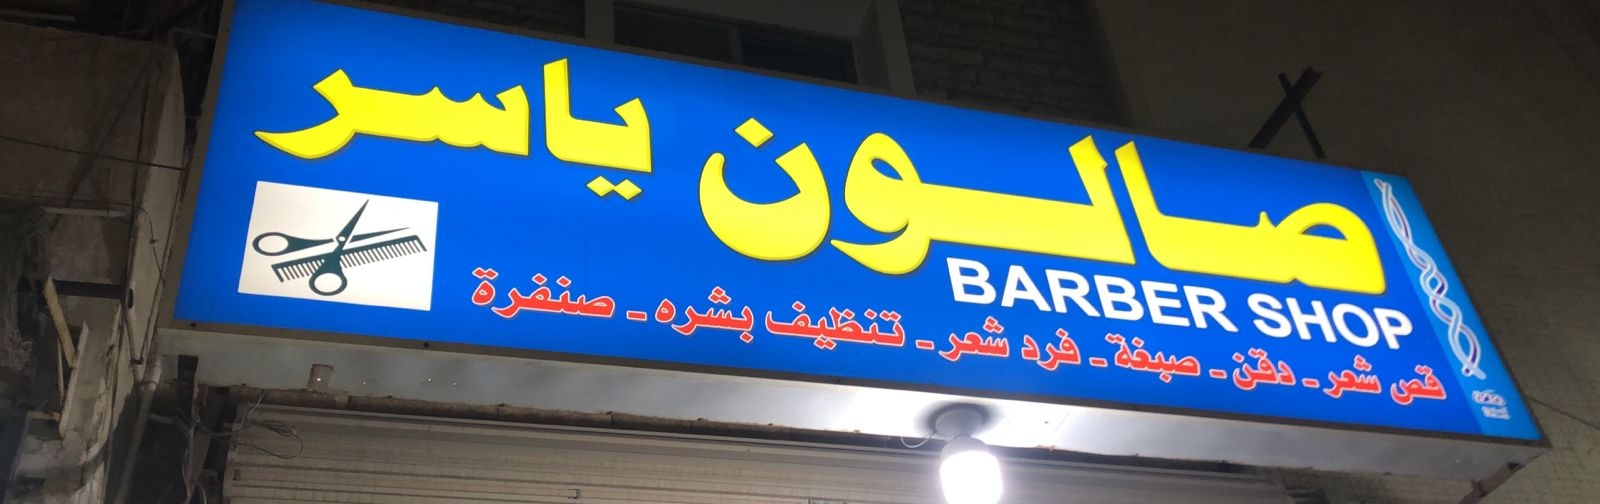 صالون ياسر
BARBER SHOP
قص شعر - دقن - صبغة - فرد شعر - تنظيف بشره - صنفرة